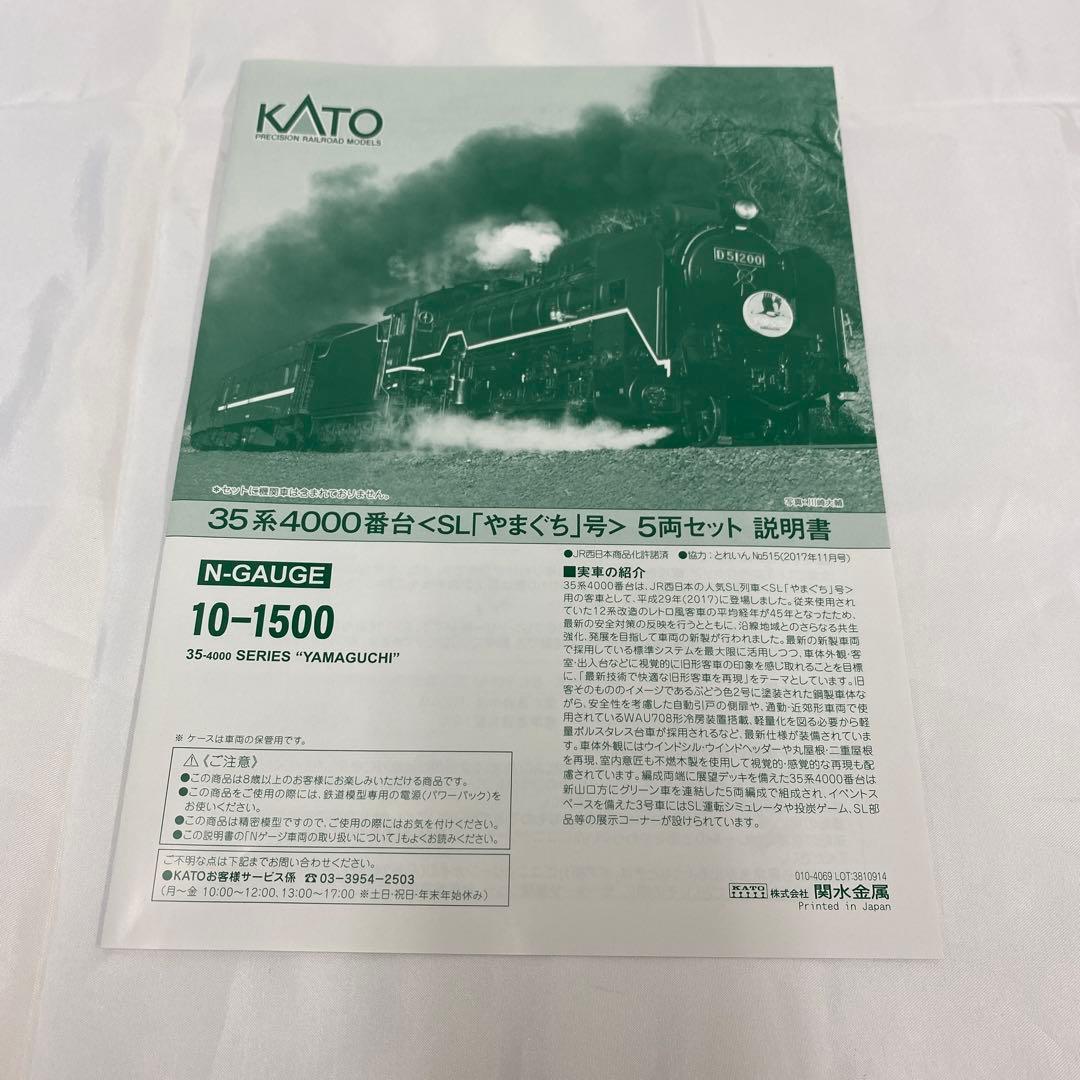 KATO
PRECISION RAILROAD MODELS
D51200
*セットに機関車は含まれておりません。
写真:川﨑大輔
35系4000番台<SL「やまぐち」号> 5両セット 説明書
N-GAUGE
10-1500
35-4000 SERIES “YAMAGUCHI”
●JR西日本商品化許諾済 ●協力:とれいん No515(2017年11月号)
■実車の紹介
35系4000番台は、JR西日本の人気SL列車<SL「やまぐち」号>
用の客車として、平成29年(2017)に登場しました。従来使用され
ていた12系改造のレトロ風客車の平均経年が45年となったため、
最新の安全対策の反映を行うとともに、沿線地域とのさらなる共生
強化、発展を目指して車両の新製が行われました。最新の新製車両
で採用している標準システムを最大限に活用しつつ、車体外観・客
室・出入台などに視覚的に旧形客車の印象を感じ取れることを目標
に、「最新技術で快適な旧形客車を再現」をテーマとしています。旧
客そのもののイメージであるぶどう色2号に塗装された鋼製車体な
がら、安全性を考慮した自動引戸の側扉や、通勤・近郊形車両で使
用されているWAU708形冷房装置搭載、軽量化を図る必要から軽
量ボルスタレス台車が採用されるなど、最新仕様が装備されていま
す。車体外観にはウインドシル・ウインドヘッダーや丸屋根・二重屋根
を再現、室内意匠も不燃木製を使用して視覚的・感覚的な再現も配
慮されています。編成両端に展望デッキを備えた35系4000番台は
新山口方にグリーン車を連結した5両編成で組成され、イベントス
ペースを備えた3号車にはSL運転シミュレータや投炭ゲーム、SL部
品等の展示コーナーが設けられています。
※ ケースは車両の保管用です。
⚠《ご注意》
●この商品は8歳以上のお客様にお楽しみいただける商品です。
●この商品をご使用の際には、鉄道模型専用の電源(パワーパック)を
お使いください。
●この商品は精密模型ですので、ご使用の際にはお気を付けください。
●この説明書の「Nゲージ車両の取り扱いについて」もよくお読みください。
ご不明な点は下記までお問い合わせください。
●KATOお客様サービス係 ☎03-3954-2503
(月〜金 10:00〜12:00、13:00〜17:00 ※土日・祝日・年末年始休み)
010-4069 LOT:3810914
KATO 株式会社 関水金属
Printed in Japan